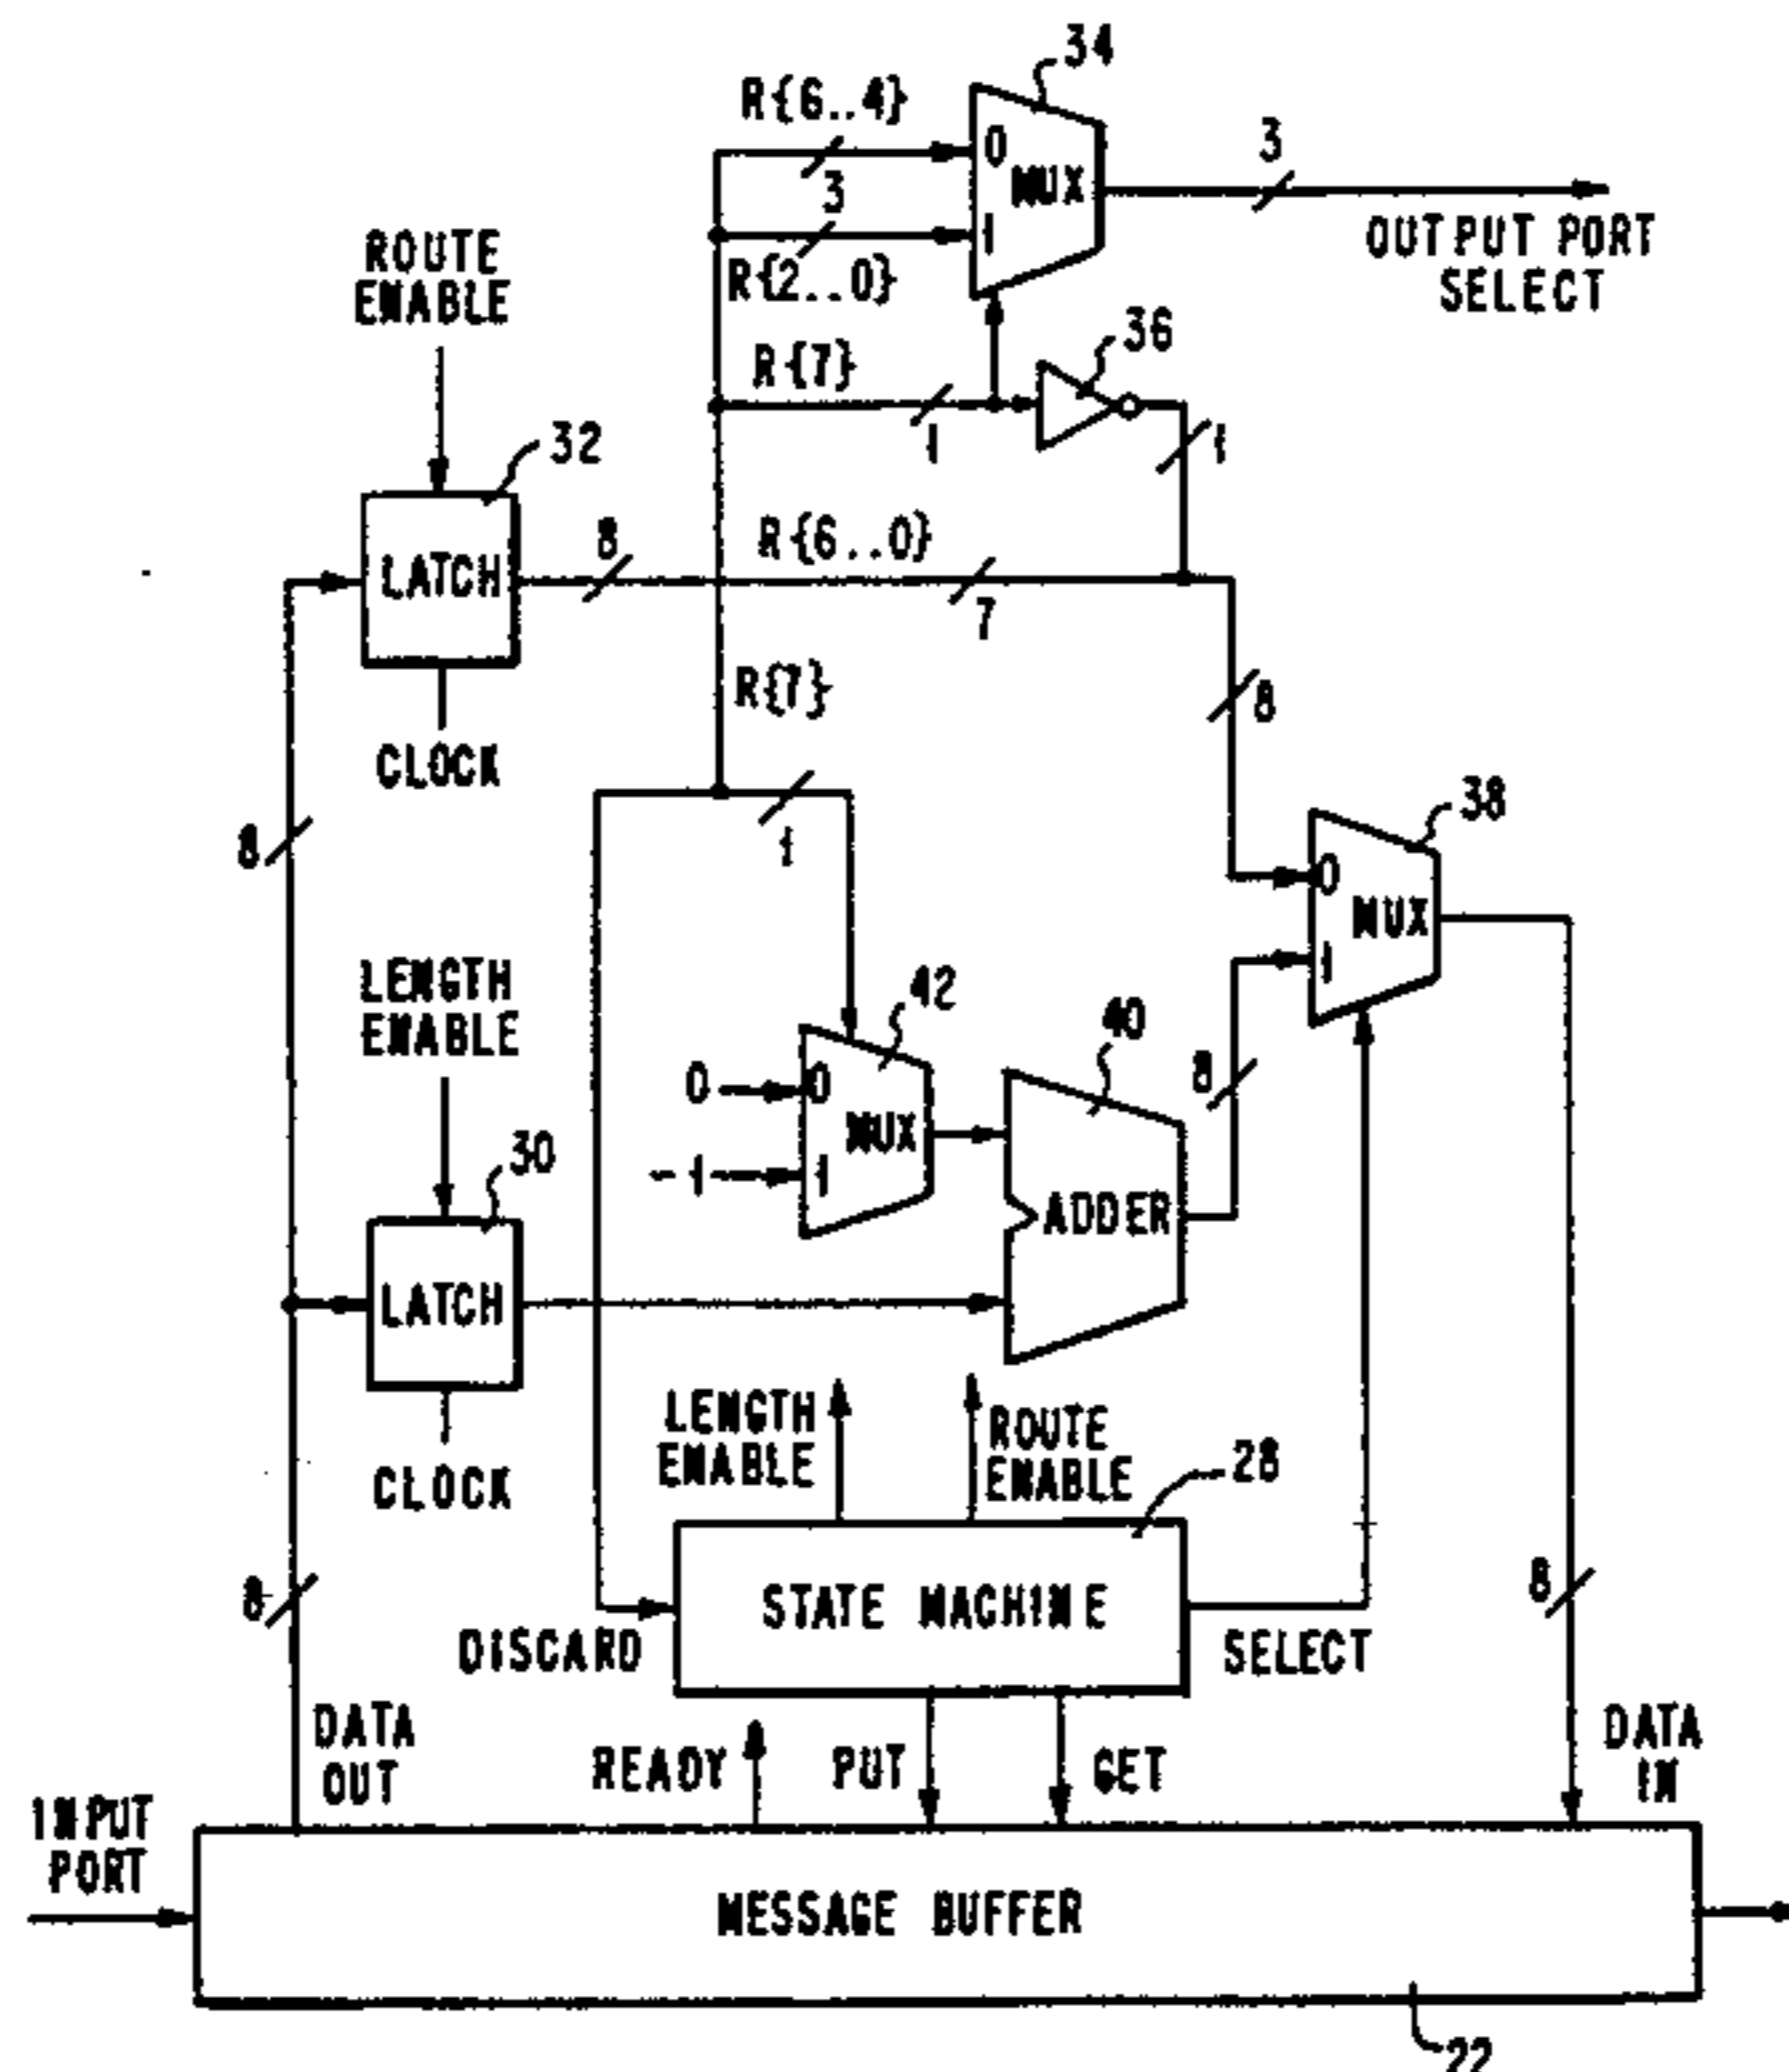 34
R{6..4}
0
3
3
MUX
1
R{2..0}
OUTPUT PORT
SELECT
ROUTE
ENABLE
R{7}
36
1
1
32
8
R{6..0}
LATCH
7
R{7}
8
CLOCK
8
1
38
0
MUX
1
LENGTH
ENABLE
42
40
0
0
MUX
8
-1
1
30
ADDER
LATCH
LENGTH
ENABLE
ROUTE
ENABLE
28
CLOCK
8
STATE MACHINE
8
DISCARD
SELECT
DATA
OUT
READY
PUT
GET
DATA
IN
INPUT
PORT
MESSAGE BUFFER
22